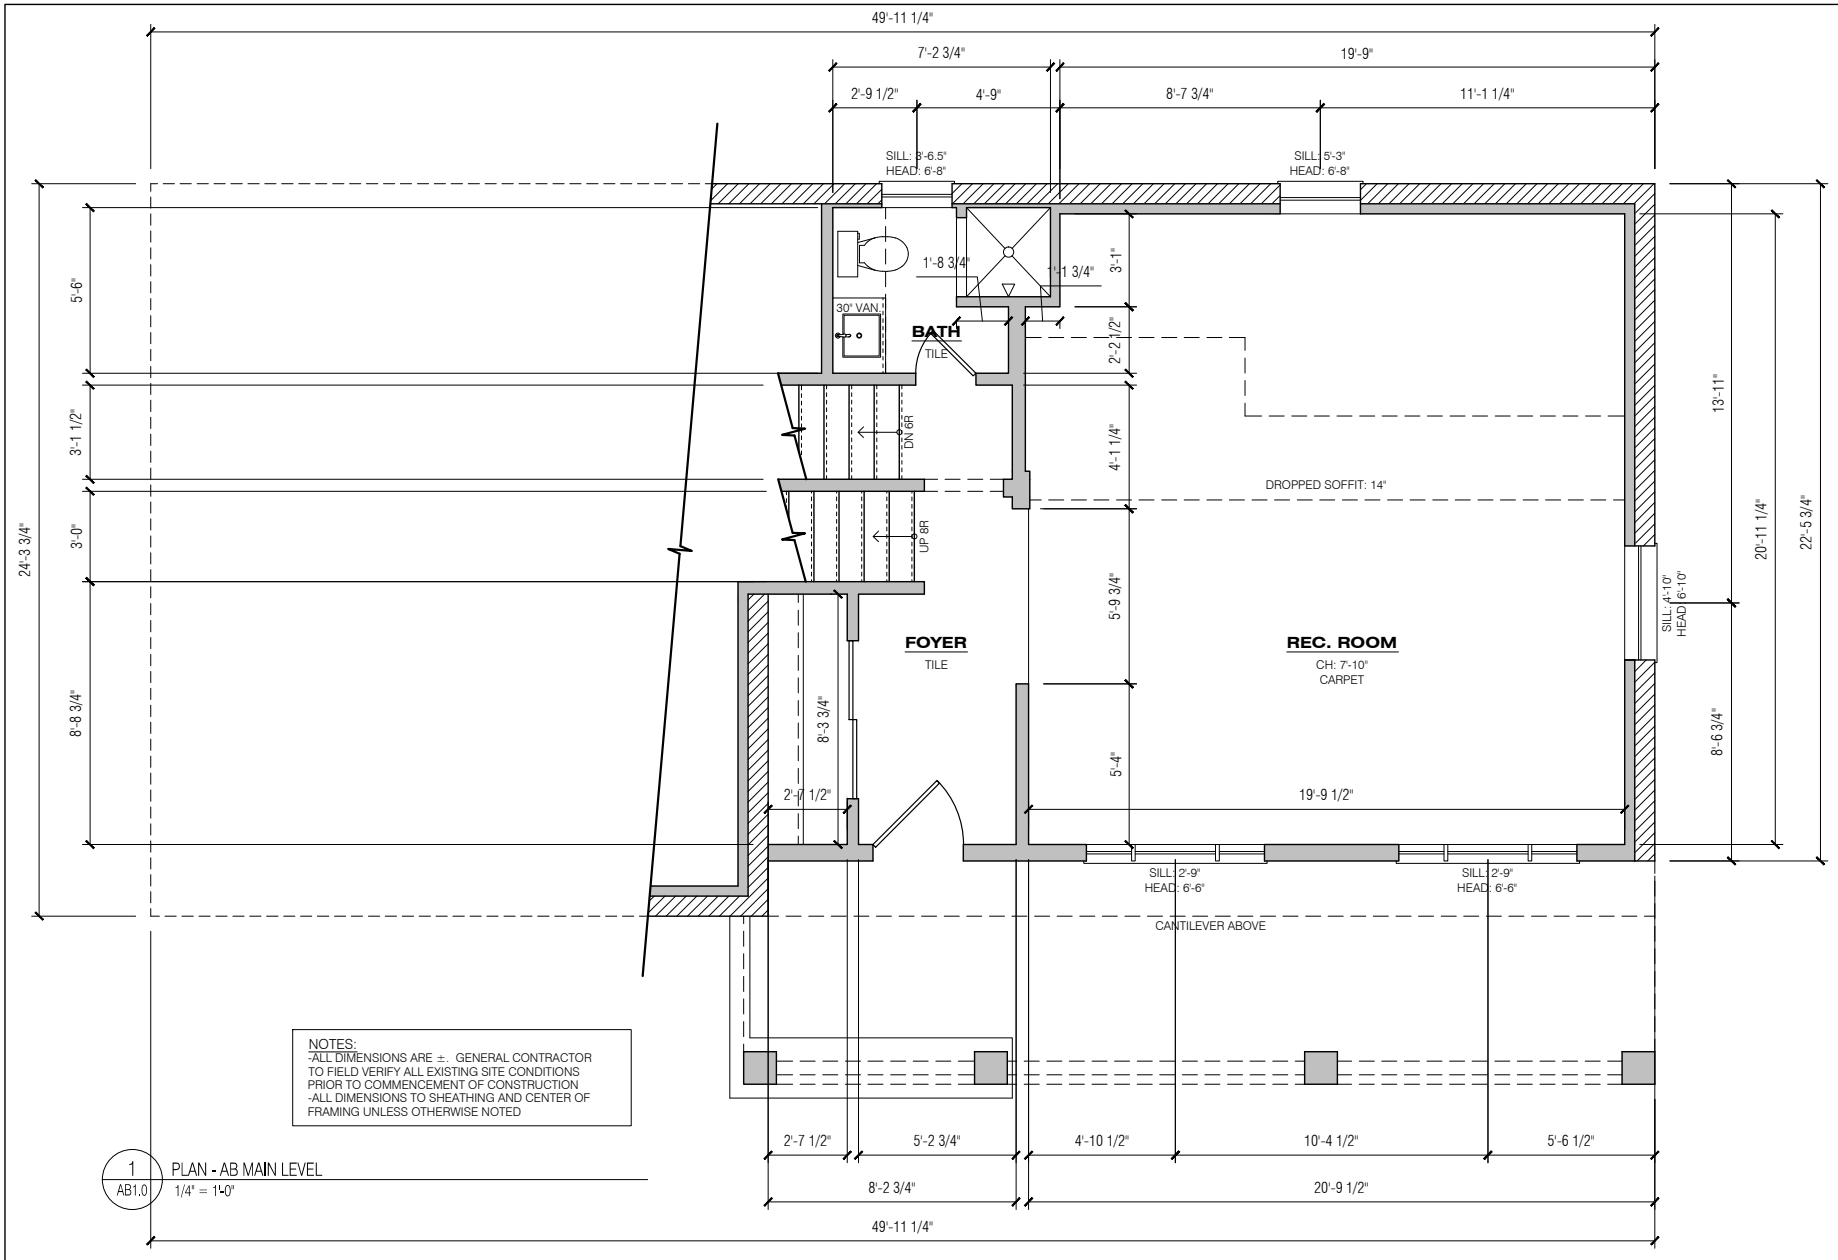 49'-11 1/4"
7'-2 3/4"
19'-9"
2'-9 1/2"
4'-9"
8'-7 3/4"
11'-1 1/4"
SILL: 3'-6.5"
HEAD: 6'-8"
SILL: 5'-3"
HEAD: 6'-8"
5'-6"
3'-1 1/2"
3'-0"
8'-8 3/4"
24'-3 3/4"
1'-8 3/4"
1'-1 3/4"
3'-1"
2'-2 1/2"
4'-1 1/4"
5'-9 3/4"
5'-4"
30" VAN.
BATH
TILE
DN 6R
UP 8R
DROPPED SOFFIT: 14"
13'-11"
20'-11 1/4"
22'-5 3/4"
8'-6 3/4"
SILL: 4'-10"
HEAD: 6'-10"
FOYER
TILE
REC. ROOM
CH: 7'-10"
CARPET
8'-3 3/4"
2'-7 1/2"
19'-9 1/2"
SILL: 2'-9"
HEAD: 6'-6"
SILL: 2'-9"
HEAD: 6'-6"
CANTILEVER ABOVE
NOTES:
-ALL DIMENSIONS ARE ±. GENERAL CONTRACTOR
TO FIELD VERIFY ALL EXISTING SITE CONDITIONS
PRIOR TO COMMENCEMENT OF CONSTRUCTION
-ALL DIMENSIONS TO SHEATHING AND CENTER OF
FRAMING UNLESS OTHERWISE NOTED
2'-7 1/2"
5'-2 3/4"
4'-10 1/2"
10'-4 1/2"
5'-6 1/2"
1
AB1.0
PLAN - AB MAIN LEVEL
1/4" = 1'-0"
8'-2 3/4"
20'-9 1/2"
49'-11 1/4"